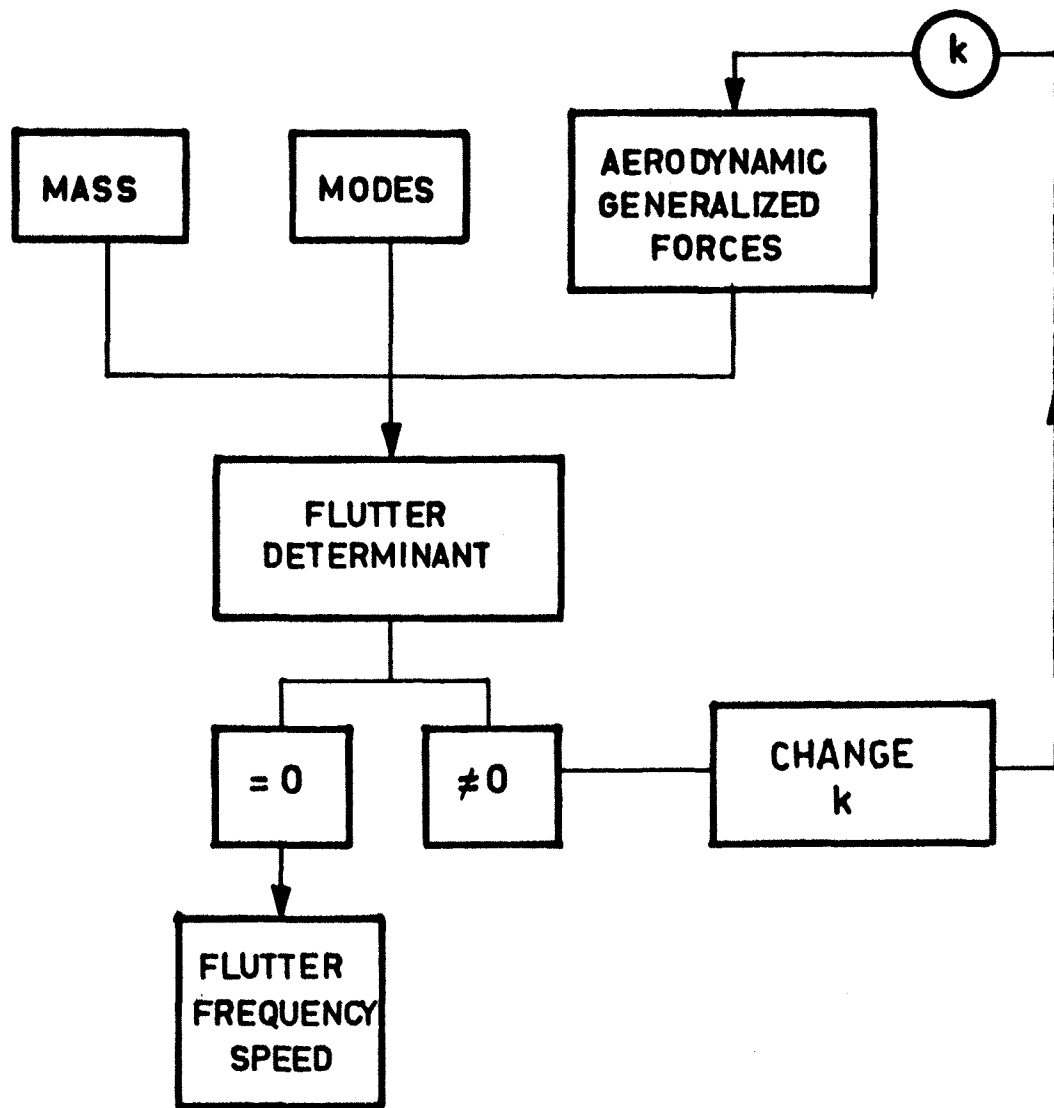 k
MASS
MODES
AERODYNAMIC
GENERALIZED
FORCES
FLUTTER
DETERMINANT
= 0
≠ 0
CHANGE
k
FLUTTER
FREQUENCY
SPEED